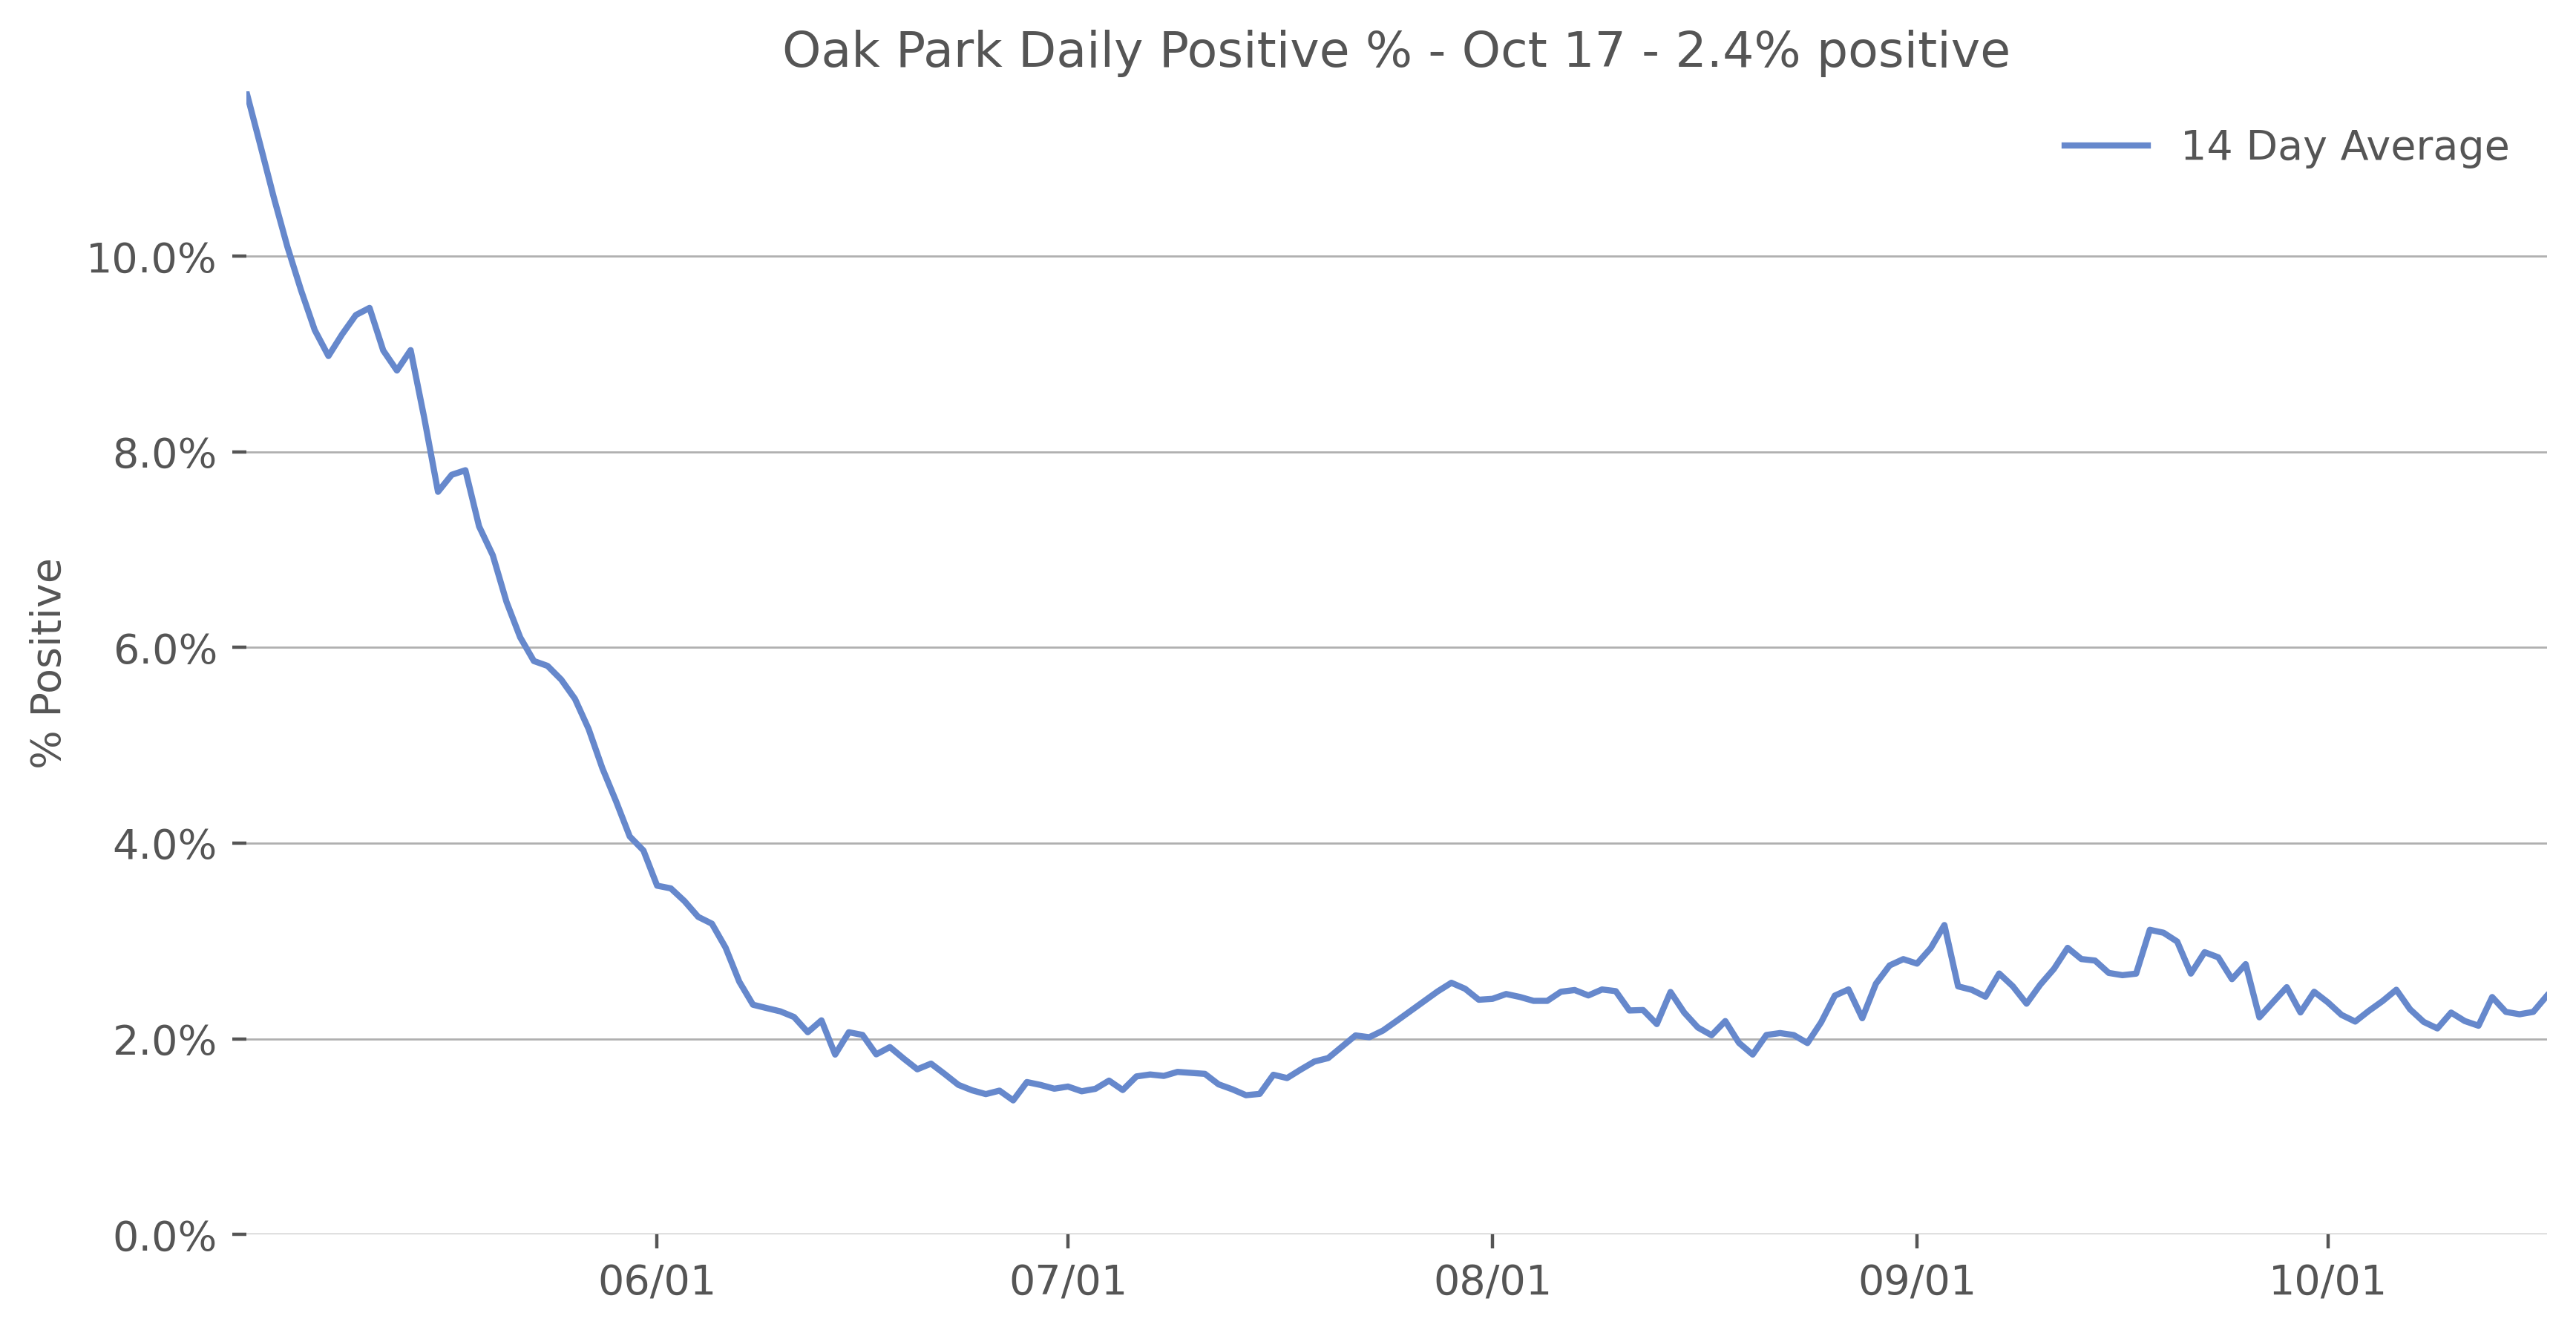 Oak Park Daily Positive % - Oct 17 - 2.4% positive
14 Day Average
% Positive
10.0%
8.0%
6.0%
4.0%
2.0%
0.0%
06/01 07/01 08/01 09/01 10/01